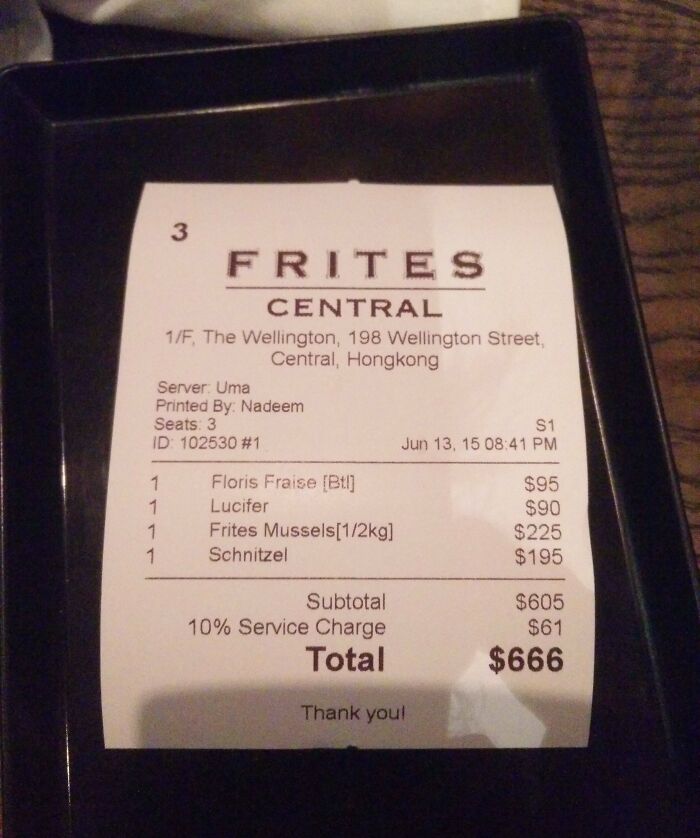 3
FRITES
CENTRAL
1/F, The Wellington, 198 Wellington Street,
Central, Hongkong
Server: Uma
Printed By: Nadeem
Seats: 3 S1
ID: 102530 #1 Jun 13, 15 08:41 PM
1 Floris Fraise [Btl] $95
1 Lucifer $90
1 Frites Mussels[1/2kg] $225
1 Schnitzel $195
Subtotal $605
10% Service Charge $61
Total $666
Thank you!